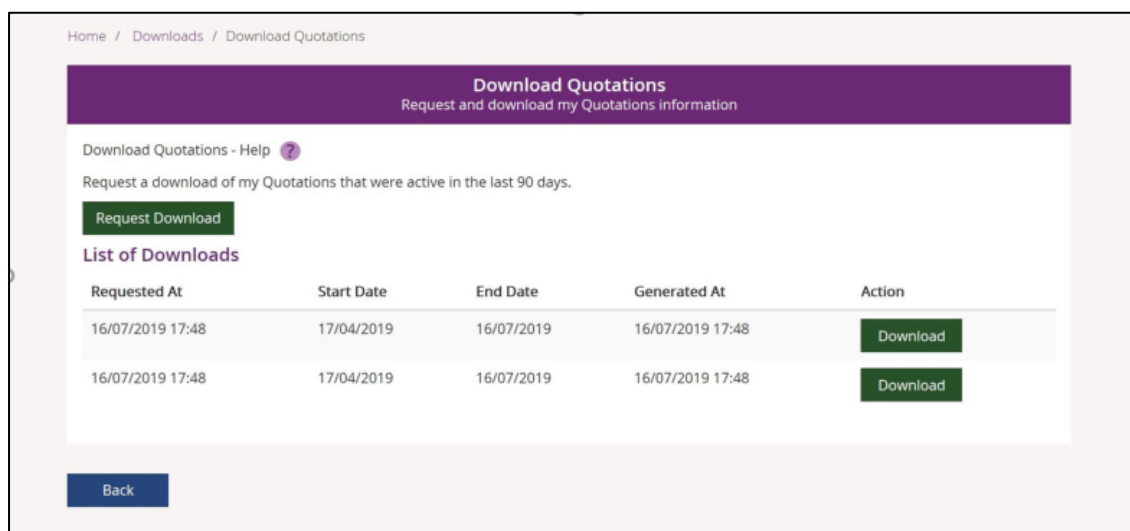 Home / Downloads / Download Quotations
Download Quotations
Request and download my Quotations information
Download Quotations - Help ?
Request a download of my Quotations that were active in the last 90 days.
Request Download
List of Downloads
Requested At Start Date End Date Generated At Action
16/07/2019 17:48 17/04/2019 16/07/2019 16/07/2019 17:48 Download
16/07/2019 17:48 17/04/2019 16/07/2019 16/07/2019 17:48 Download
Back